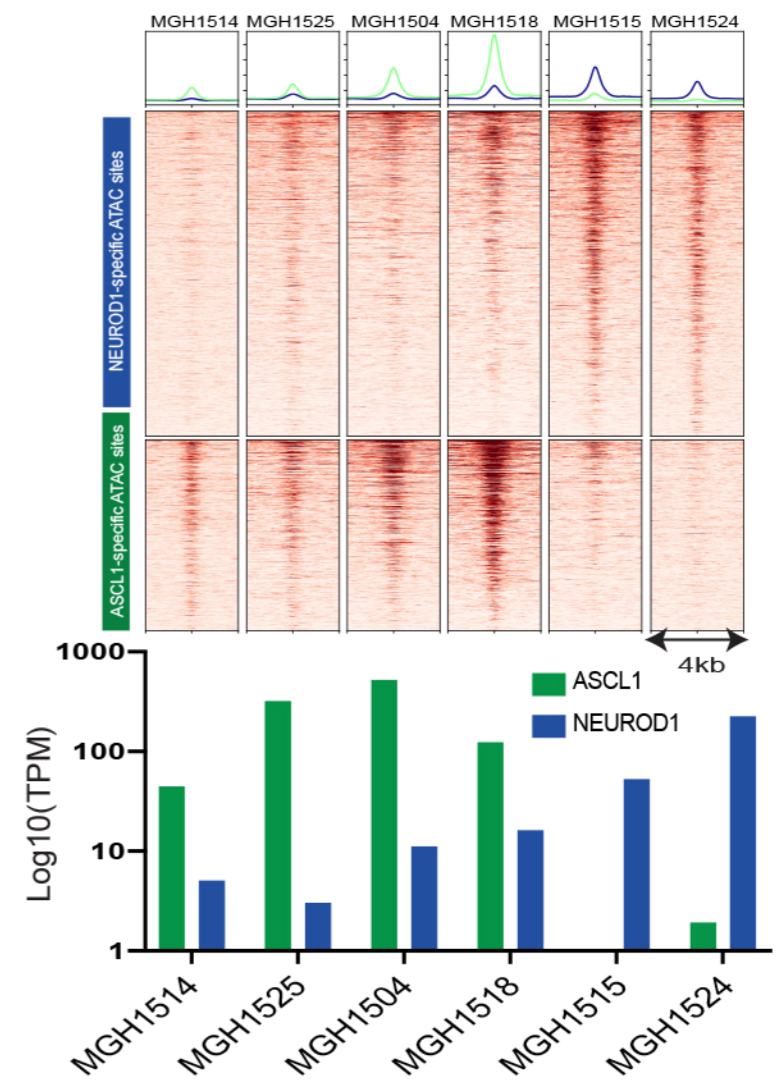 MGH1514 MGH1525 MGH1504 MGH1518 MGH1515 MGH1524
NEUROD1-specific ATAC sites
ASCL1-specific ATAC sites
4kb
Log10(TPM)
1000
100
10
1
ASCL1
NEUROD1
MGH1514 MGH1525 MGH1504 MGH1518 MGH1515 MGH1524